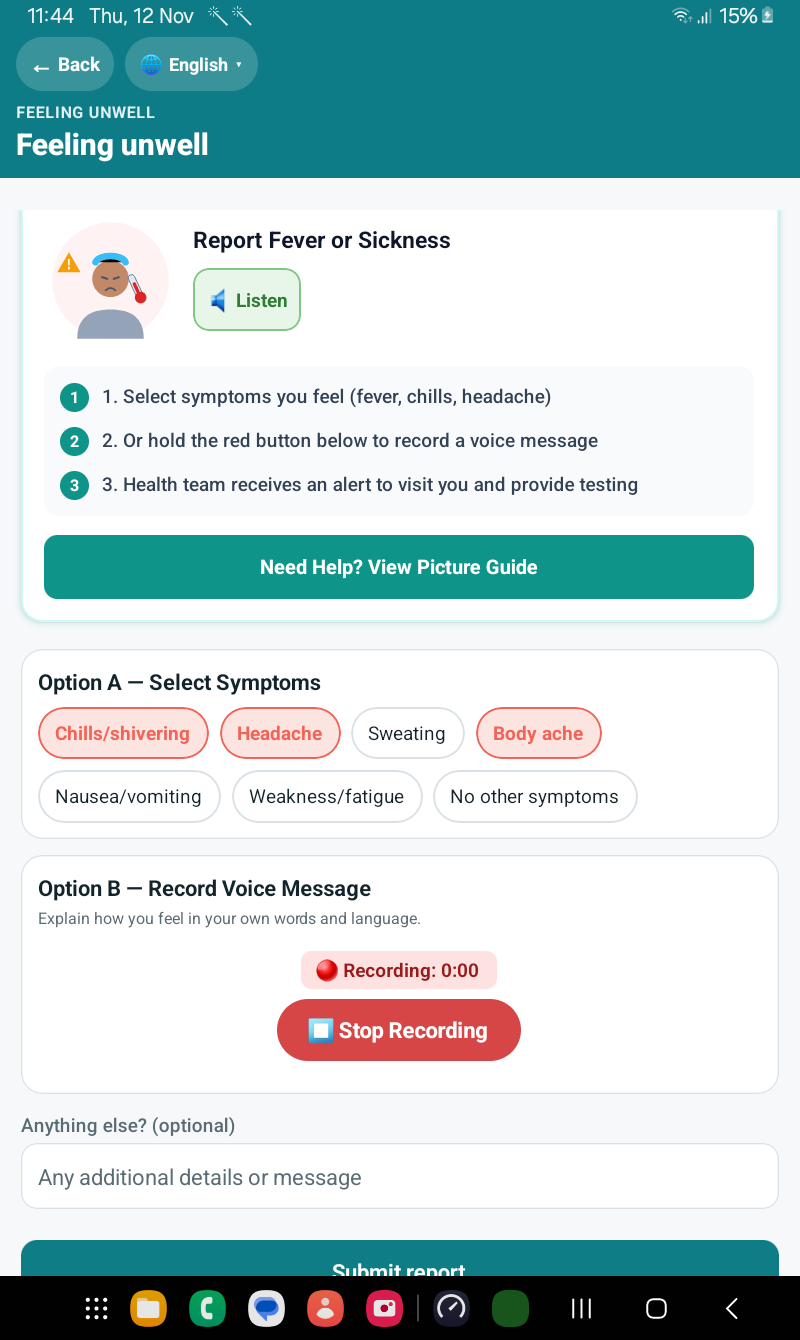 11:44 Thu, 12 Nov 15%
← Back English ▾
FEELING UNWELL
Feeling unwell
Report Fever or Sickness
Listen
1 1. Select symptoms you feel (fever, chills, headache)
2 2. Or hold the red button below to record a voice message
3 3. Health team receives an alert to visit you and provide testing
Need Help? View Picture Guide
Option A — Select Symptoms
Chills/shivering Headache Sweating Body ache
Nausea/vomiting Weakness/fatigue No other symptoms
Option B — Record Voice Message
Explain how you feel in your own words and language.
Recording: 0:00
Stop Recording
Anything else? (optional)
Any additional details or message
Submit report